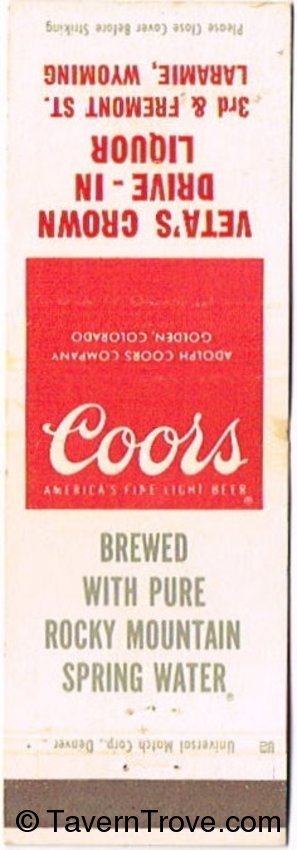 Please Close Cover Before Striking
VETA'S CROWN
DRIVE-IN
LIQUOR
3rd & FREMONT ST.
LARAMIE, WYOMING
ADOLPH COORS COMPANY
GOLDEN, COLORADO
Coors
AMERICA'S FINE LIGHT BEER
®
BREWED
WITH PURE
ROCKY MOUNTAIN
SPRING WATER®
Universal Match Corp., Denver
© TavernTrove.com